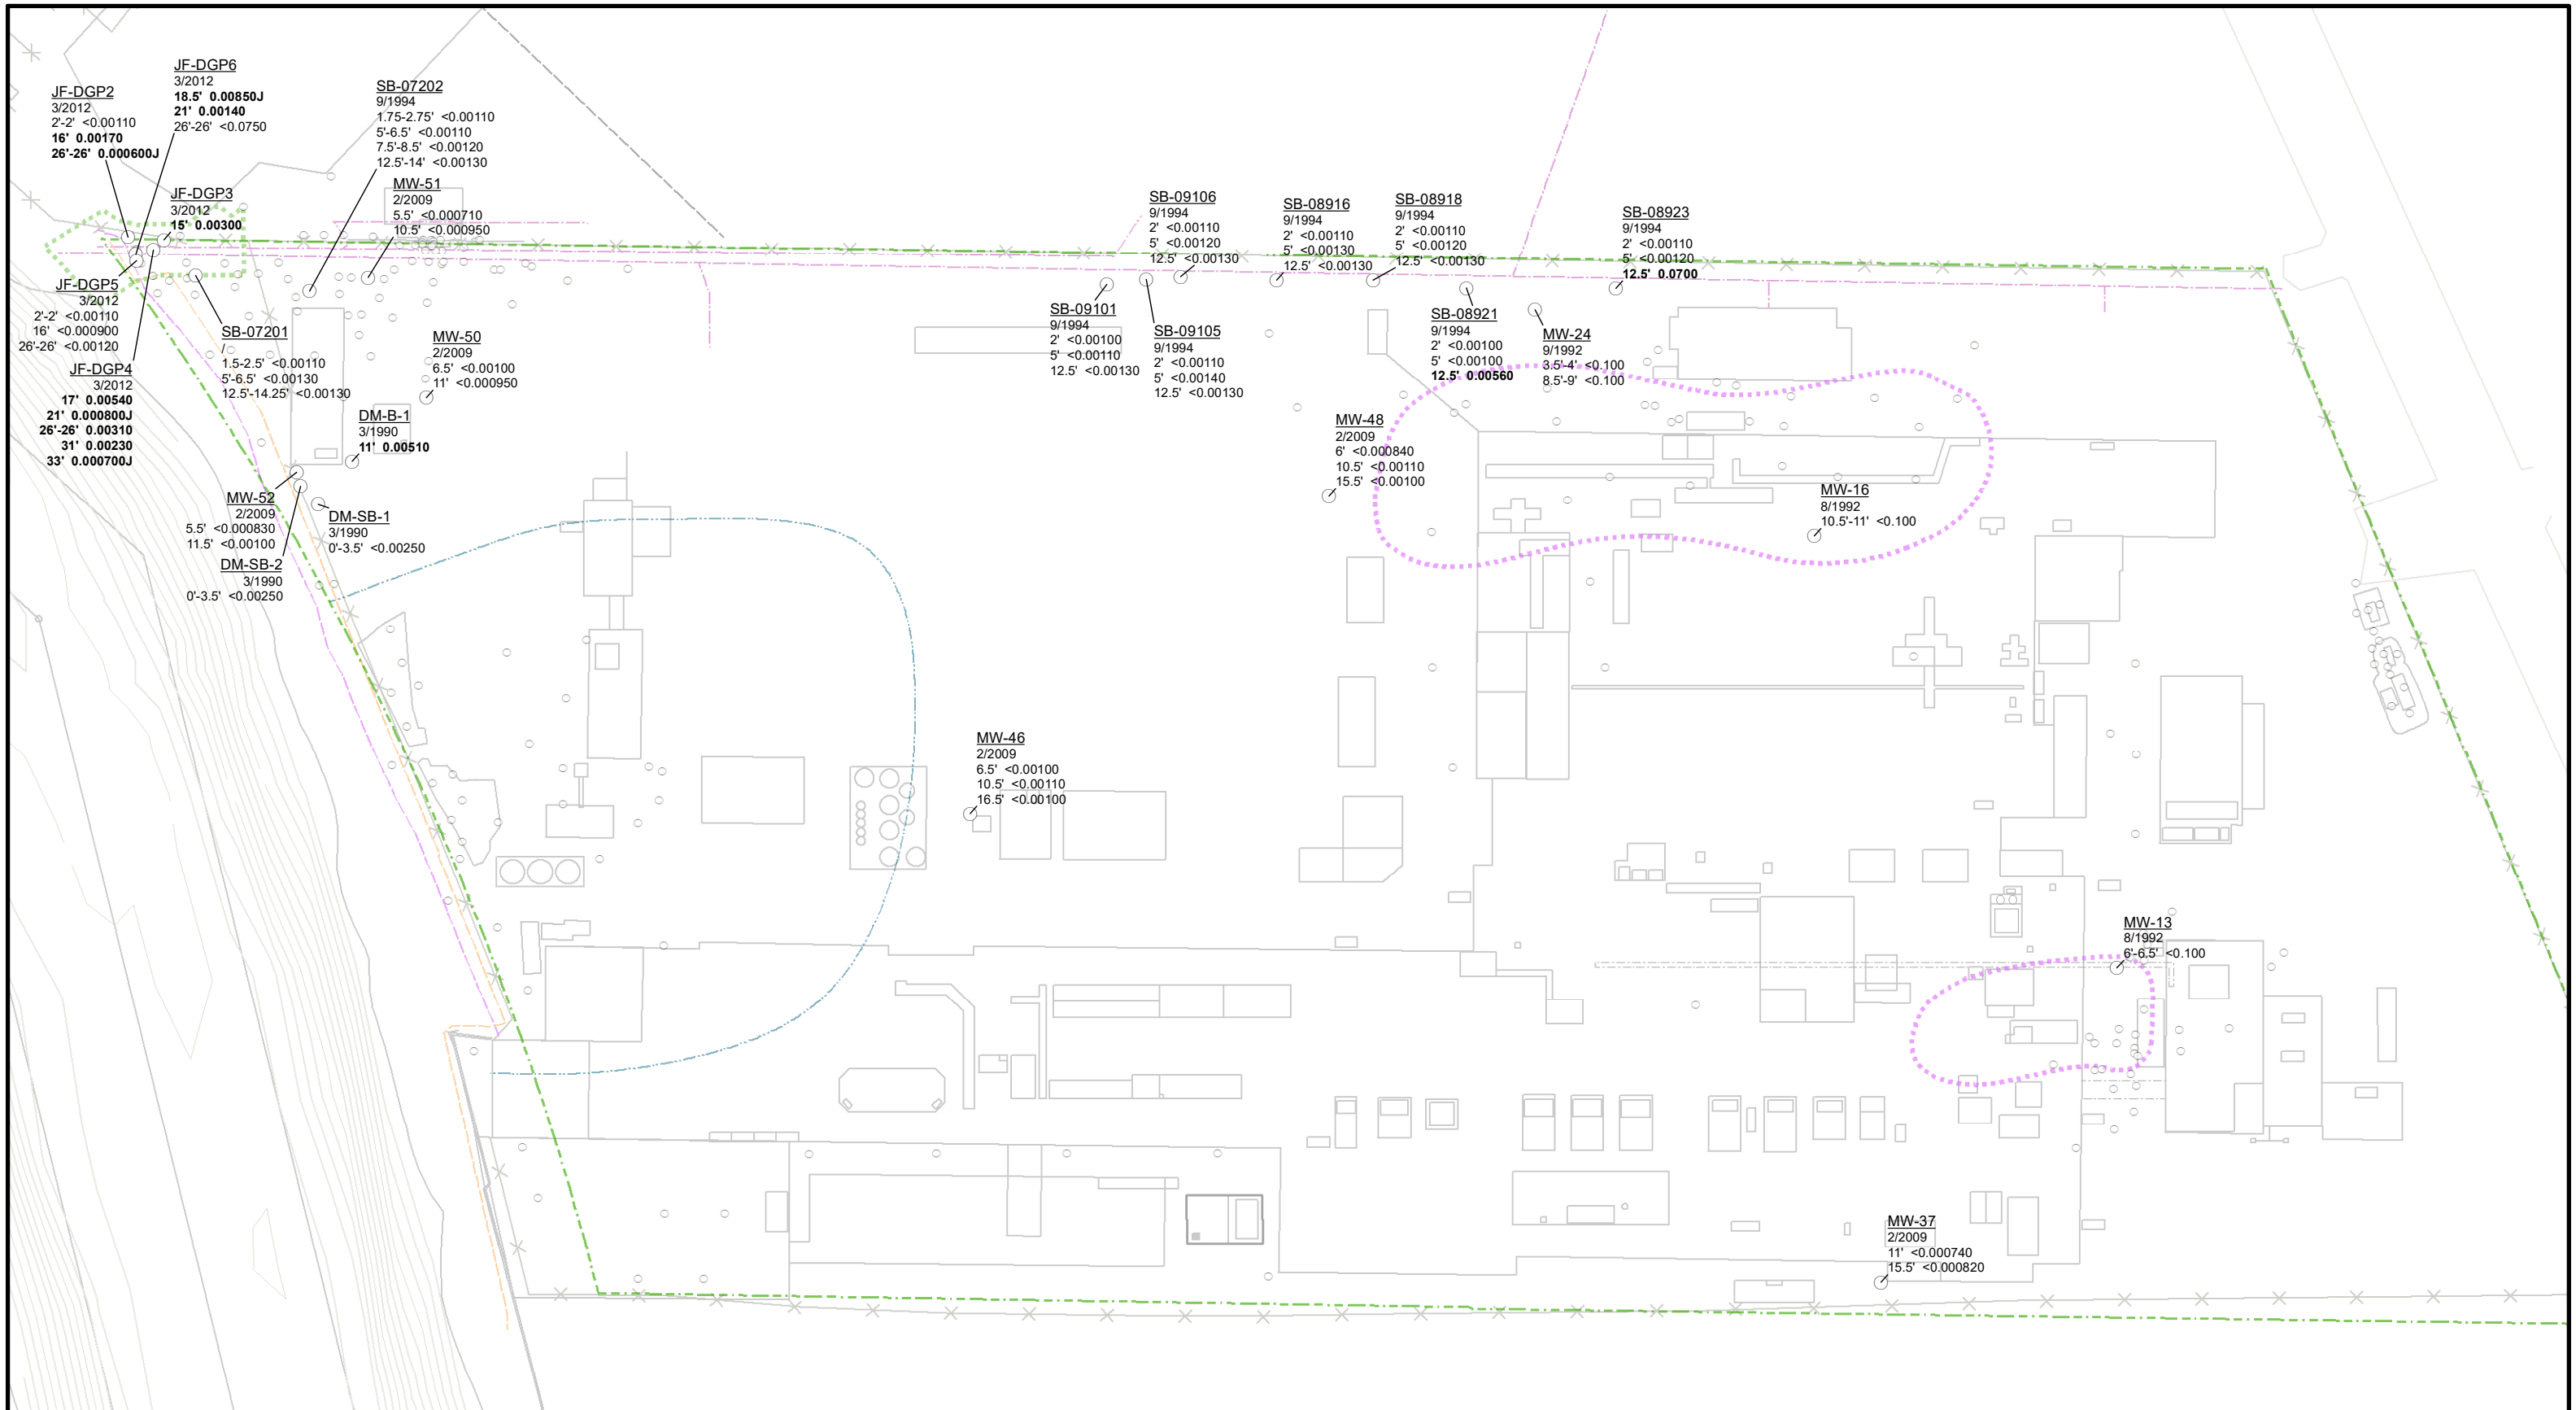 JF-DGP6
3/2012
18.5' 0.00850J
21' 0.00140
26'-26' <0.0750
JF-DGP2
3/2012
2'-2' <0.00110
16' 0.00170
26'-26' 0.000600J
SB-07202
9/1994
1.75-2.75' <0.00110
5'-6.5' <0.00110
7.5'-8.5' <0.00120
12.5'-14' <0.00130
JF-DGP3
3/2012
15' 0.00300
MW-51
2/2009
5.5' <0.000710
10.5' <0.000950
SB-09106
9/1994
2' <0.00110
5' <0.00120
12.5' <0.00130
SB-08916
9/1994
2' <0.00110
5' <0.00130
12.5' <0.00130
SB-08918
9/1994
2' <0.00110
5' <0.00120
12.5' <0.00130
SB-08923
9/1994
2' <0.00110
5' <0.00120
12.5' 0.0700
JF-DGP5
3/2012
2'-2' <0.00110
16' <0.000900
26'-26' <0.00120
SB-07201
/
1.5-2.5' <0.00110
5'-6.5' <0.00130
12.5'-14.25' <0.00130
MW-50
2/2009
6.5' <0.00100
11' <0.000950
SB-09101
9/1994
2' <0.00100
5' <0.00110
12.5' <0.00130
SB-09105
9/1994
2' <0.00110
5' <0.00140
12.5' <0.00130
SB-08921
9/1994
2' <0.00100
5' <0.00100
12.5' 0.00560
MW-24
9/1992
3.5'-4' <0.100
8.5'-9' <0.100
JF-DGP4
3/2012
17' 0.00540
21' 0.000800J
26'-26' 0.00310
31' 0.00230
33' 0.000700J
DM-B-1
3/1990
11' 0.00510
MW-48
2/2009
6' <0.000840
10.5' <0.00110
15.5' <0.00100
MW-52
2/2009
5.5' <0.000830
11.5' <0.00100
DM-SB-1
3/1990
0'-3.5' <0.00250
MW-16
8/1992
10.5'-11' <0.100
DM-SB-2
3/1990
0'-3.5' <0.00250
MW-46
2/2009
6.5' <0.00100
10.5' <0.00110
16.5' <0.00100
MW-13
8/1992
6'-6.5' <0.100
MW-37
2/2009
11' <0.000740
15.5' <0.000820